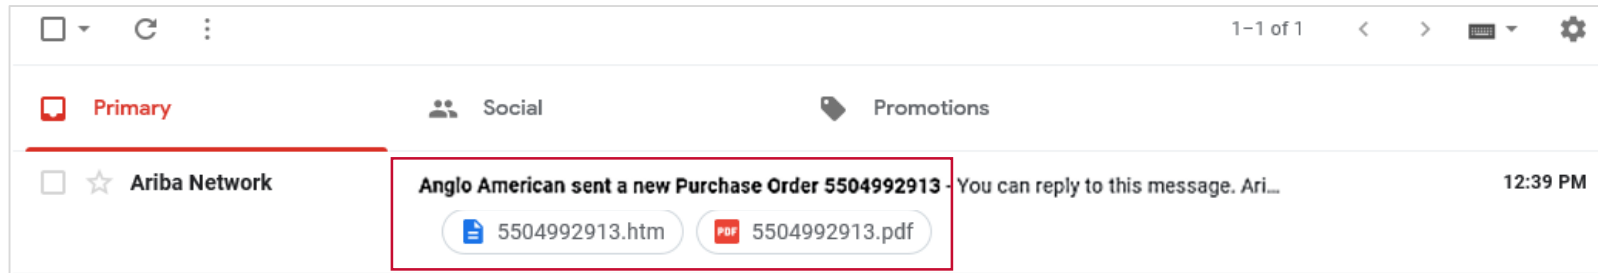 1–1 of 1
Primary Social Promotions
Ariba Network Anglo American sent a new Purchase Order 5504992913 - You can reply to this message. Ari... 12:39 PM
5504992913.htm PDF 5504992913.pdf